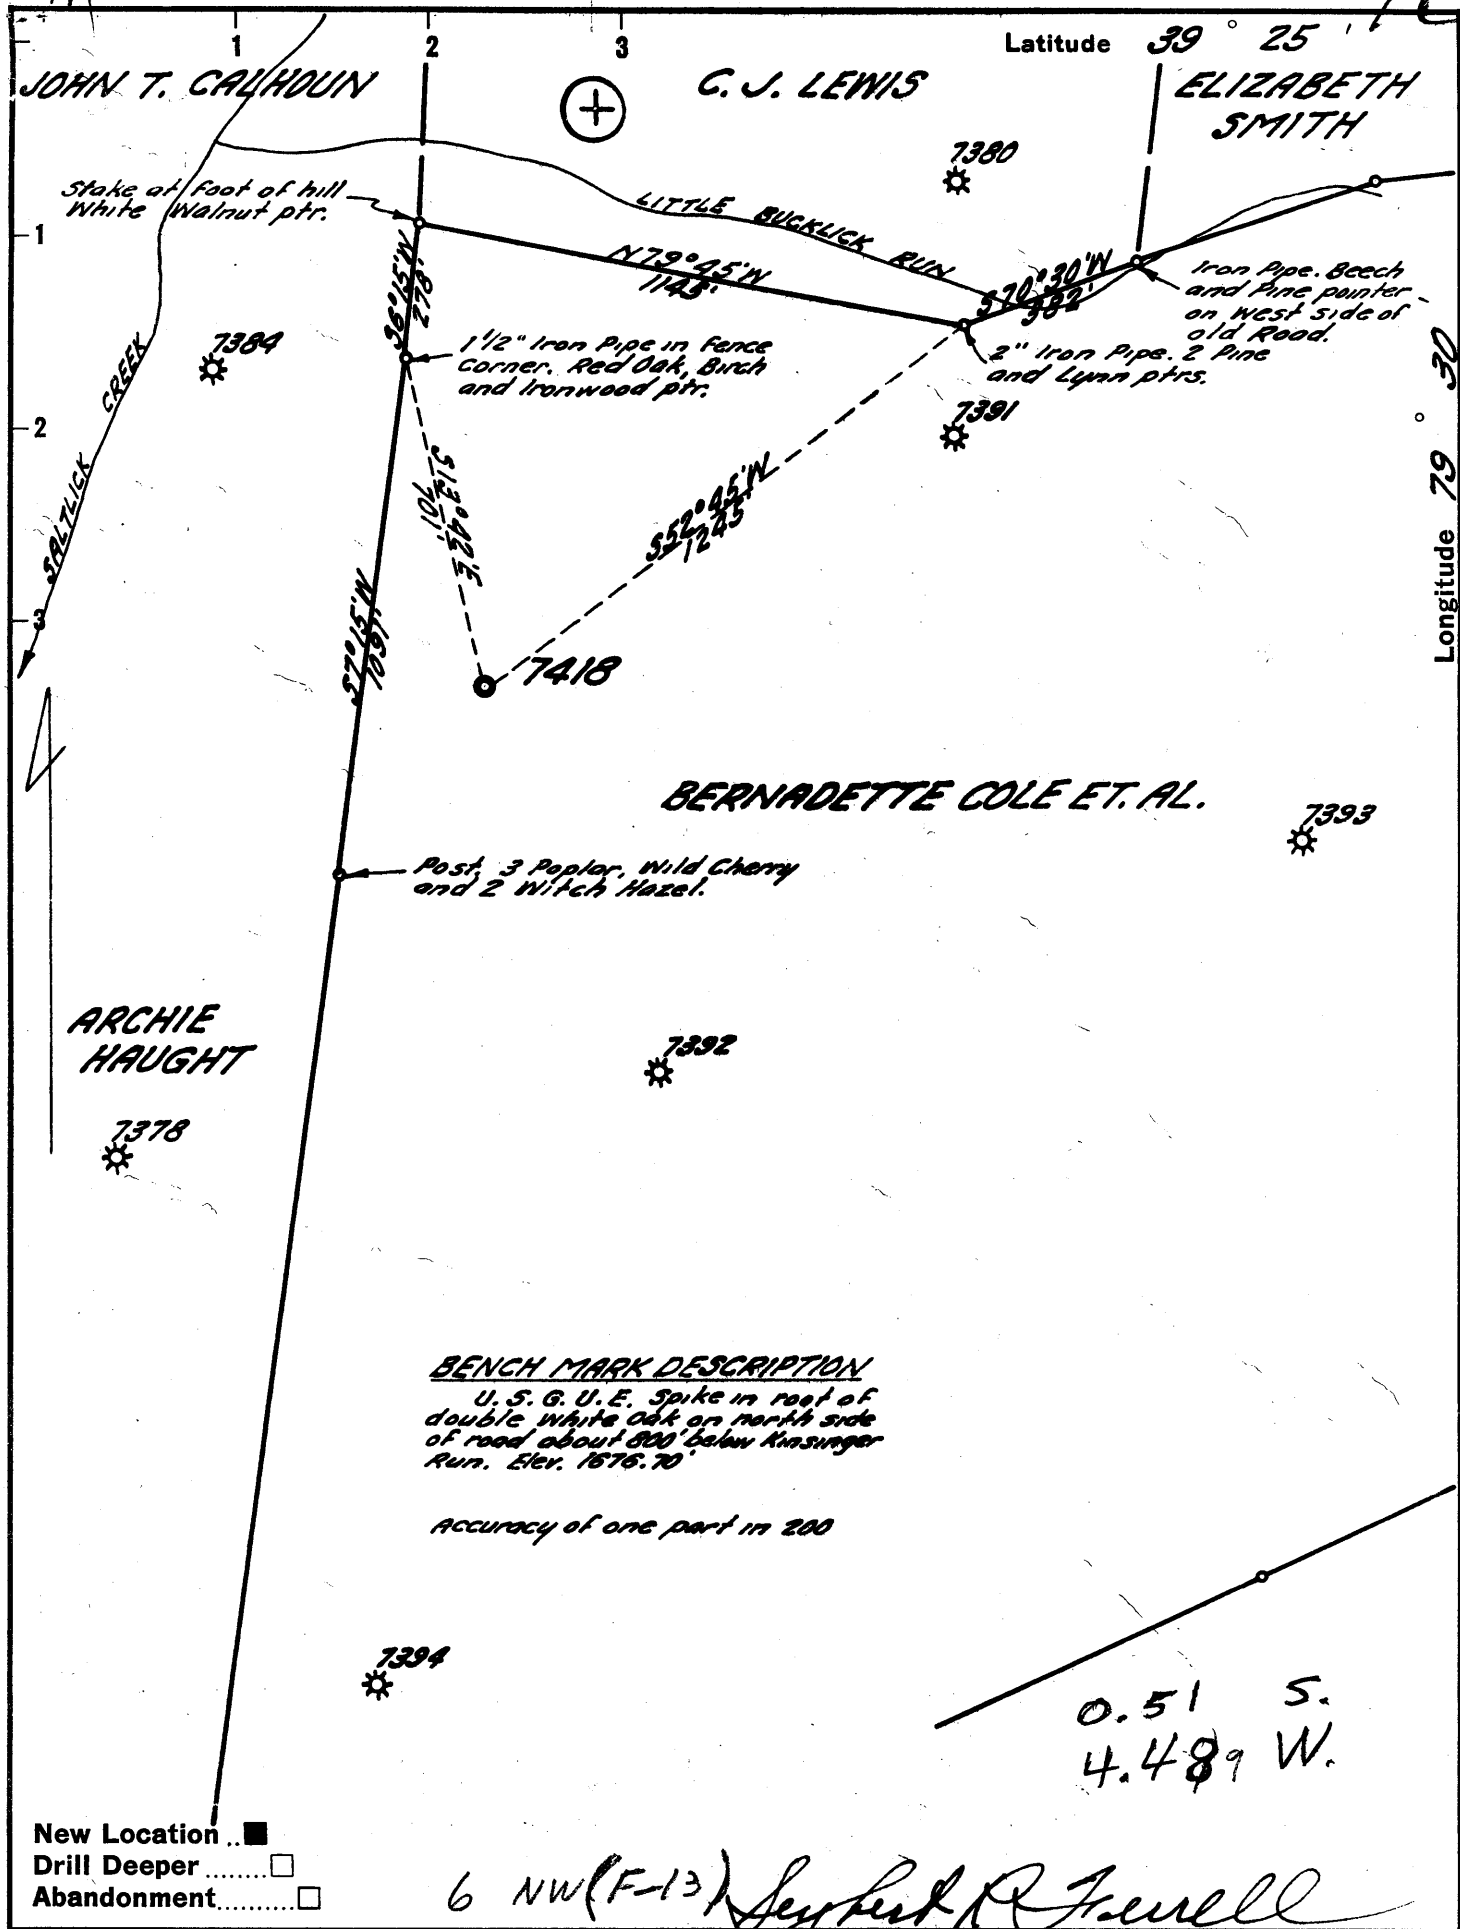 1
2
3
Latitude 39 ° 25 '
JOHN T. CALHOUN
C. J. LEWIS
ELIZABETH
SMITH
7380
Stake at foot of hill
White Walnut ptr.
LITTLE BUCKLICK RUN
1
N79°45'W
1145'
S70°30'W
382'
Iron Pipe. Beech
and Pine pointer
on west side of
old Road.
S6°15'W
278'
7384
1 1/2" Iron Pipe in Fence
Corner. Red Oak, Birch
and Ironwood ptr.
2" Iron Pipe. 2 Pine
and Lynn ptrs.
Longitude 79 ° 30
SALTLICK CREEK
2
7391
S13°42'E
701'
S52°45'W
1245'
S7°15'W
1091'
3
7418
BERNADETTE COLE ET. AL.
7393
Post, 3 Poplar, Wild Cherry
and 2 Witch Hazel.
ARCHIE
HAUGHT
7392
7378
BENCH MARK DESCRIPTION
U.S.G.U.E. Spike in root of
double White Oak on north side
of road about 800' below Kinsinger
Run. Elev. 1676.70'
Accuracy of one part in 200
7394
0.51 S.
4.489 W.
New Location ..
Drill Deeper ........
Abandonment..........
6 NW (F-13)